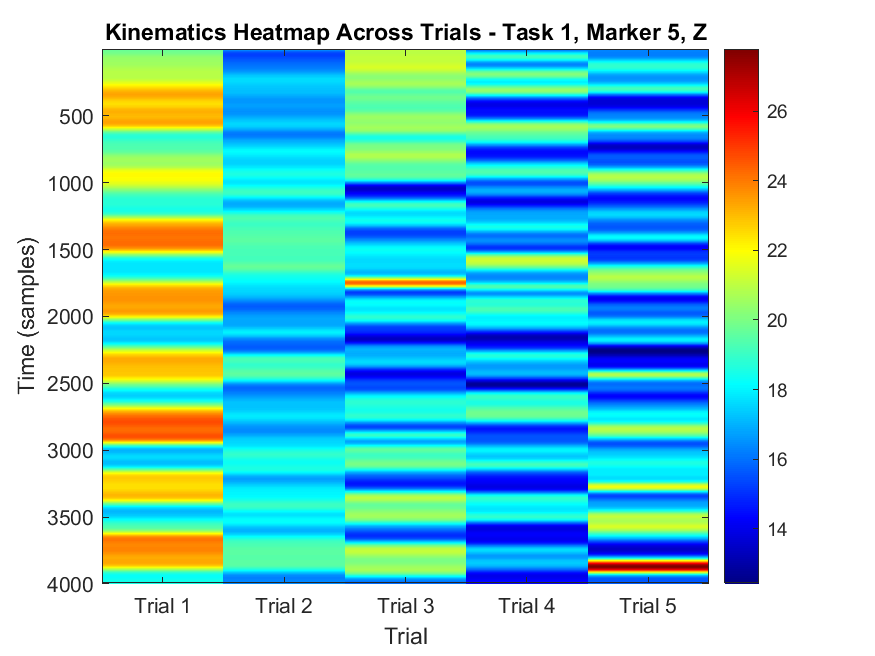 Kinematics Heatmap Across Trials - Task 1, Marker 5, Z
Time (samples)
500
1000
1500
2000
2500
3000
3500
4000
Trial 1
Trial 2
Trial 3
Trial 4
Trial 5
Trial
26
24
22
20
18
16
14